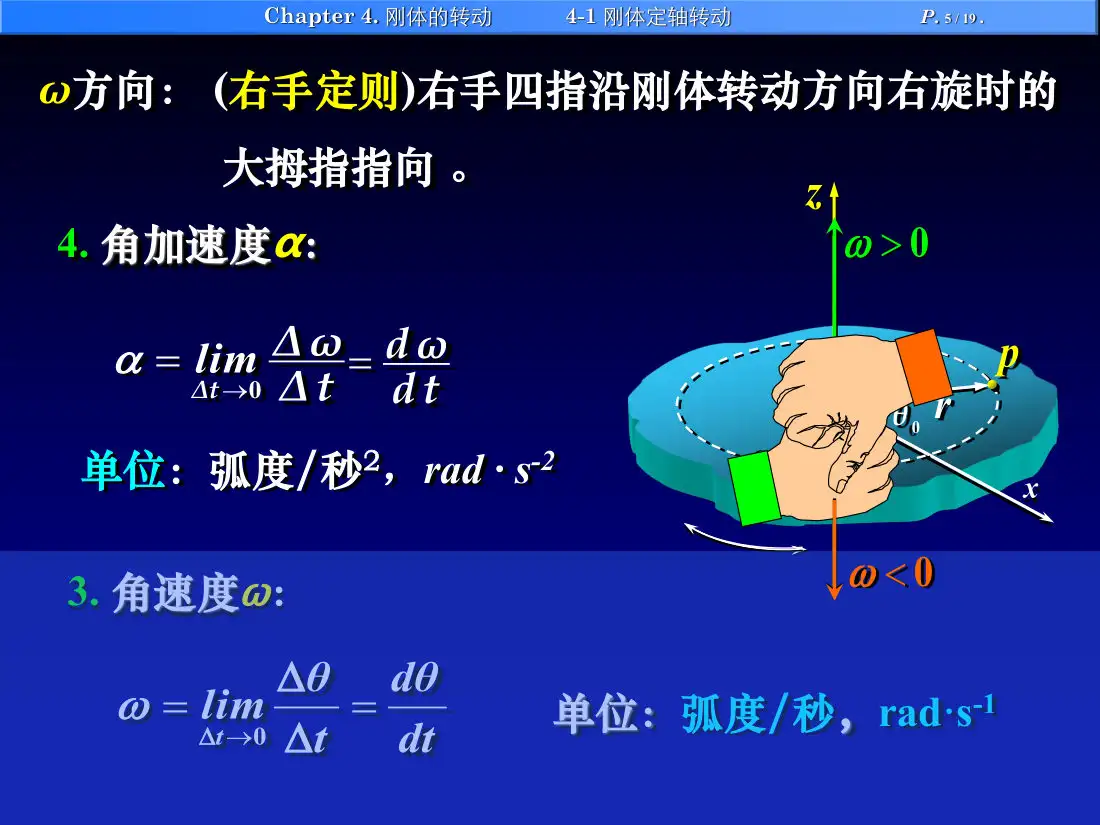 Chapter 4. 刚体的转动 4-1 刚体定轴转动 P. 5 / 19 .
ω方向： (右手定则)右手四指沿刚体转动方向右旋时的
大拇指指向 。
4. 角加速度α:
α = lim Δω/Δt = dω/dt
Δt→0
单位：弧度/秒²，rad · s⁻²
z
ω > 0
p
r
θ₀
x
ω < 0
3. 角速度ω:
ω = lim Δθ/Δt = dθ/dt
Δt→0
单位：弧度/秒，rad·s⁻¹